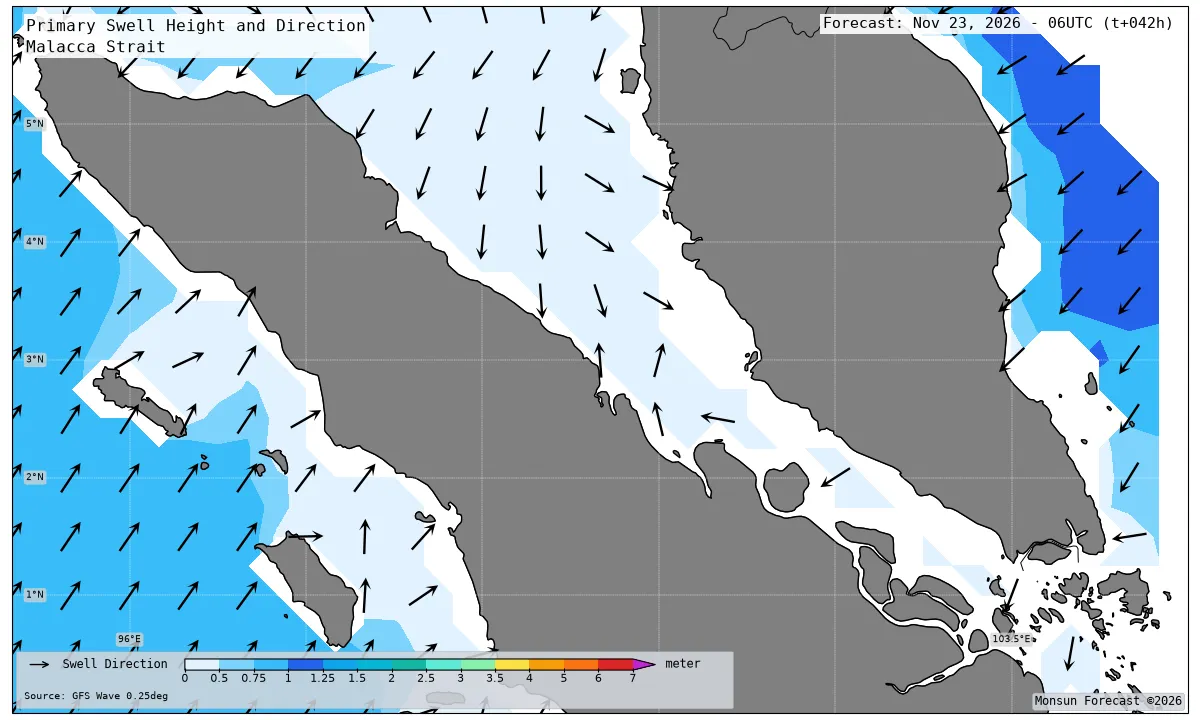 Primary Swell Height and Direction
Malacca Strait
Forecast: Nov 23, 2026 - 06UTC (t+042h)
5°N
4°N
3°N
2°N
1°N
96°E
103.5°E
Swell Direction
meter
0 0.5 0.75 1 1.25 1.5 2 2.5 3 3.5 4 5 6 7
Source: GFS Wave 0.25deg
Monsun Forecast ©2026